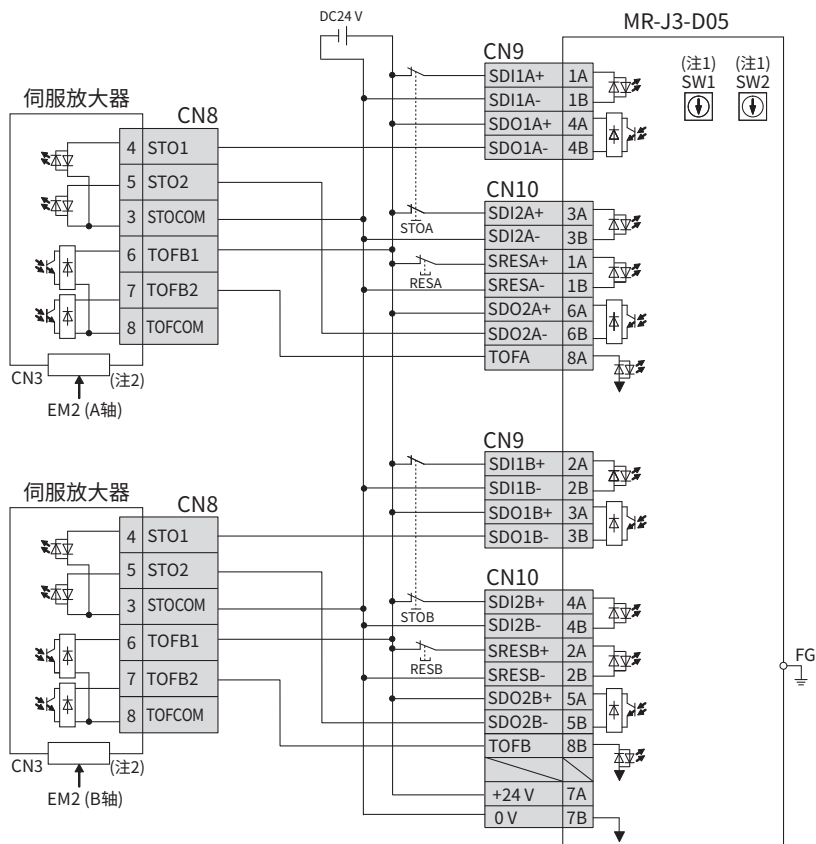 DC24 V
MR-J3-D05
CN9
SDI1A+ 1A
SDI1A- 1B
SDO1A+ 4A
SDO1A- 4B
(注1) (注1)
SW1 SW2
伺服放大器
CN8
4 STO1
5 STO2
3 STOCOM
6 TOFB1
7 TOFB2
8 TOFCOM
CN3
(注2)
EM2 (A轴)
STOA
RESA
CN10
SDI2A+ 3A
SDI2A- 3B
SRESA+ 1A
SRESA- 1B
SDO2A+ 6A
SDO2A- 6B
TOFA 8A
CN9
SDI1B+ 2A
SDI1B- 2B
SDO1B+ 3A
SDO1B- 3B
伺服放大器
CN8
4 STO1
5 STO2
3 STOCOM
6 TOFB1
7 TOFB2
8 TOFCOM
CN3
(注2)
EM2 (B轴)
STOB
RESB
CN10
SDI2B+ 4A
SDI2B- 4B
SRESB+ 2A
SRESB- 2B
SDO2B+ 5A
SDO2B- 5B
TOFB 8B
+24 V 7A
0 V 7B
FG